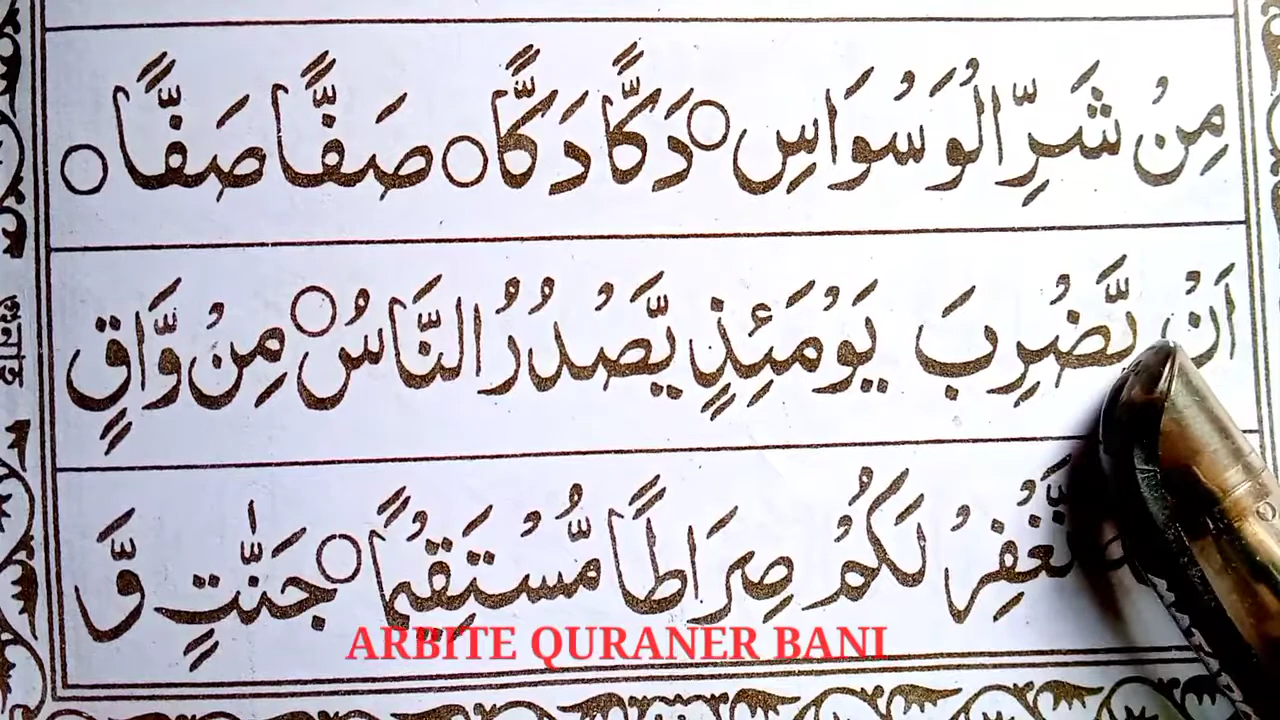 مِنْ شَرِّ الْوَسْوَاسِ ○ دَكًّا دَكًّا ○ صَفًّا صَفًّا ○
اَنْ يَّضْرِبَ يَوْمَئِذٍ يَّصْدُرُ النَّاسُ ○ مِنْ وَّاقٍ
يَّغْفِرْ لَكُمْ صِرَاطًا مُّسْتَقِيْمًا ○ جَنّٰتٍ وَّ
ARBITE QURANER BANI